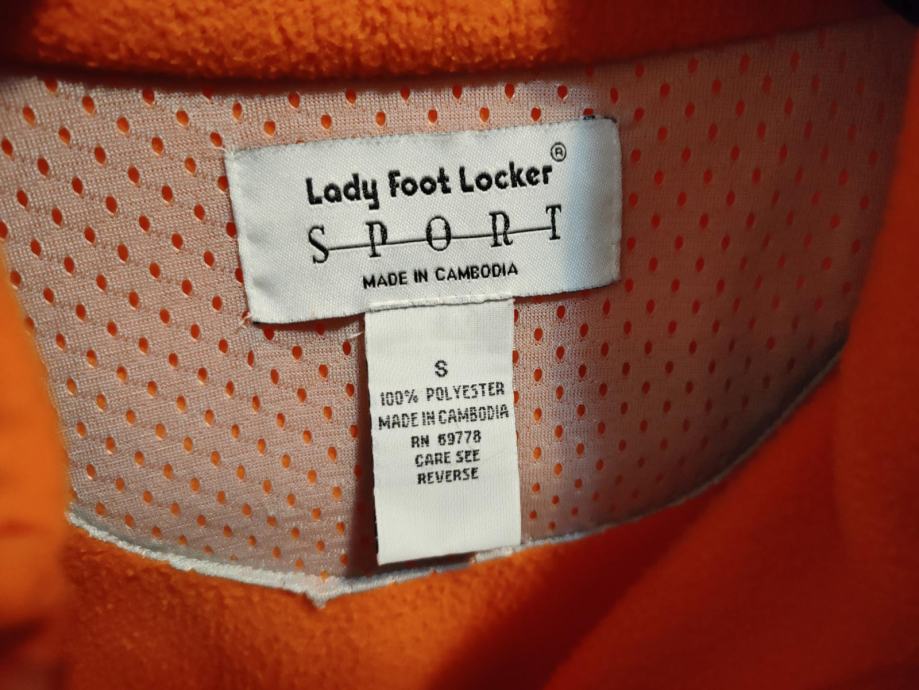 Lady Foot Locker®
SPORT
MADE IN CAMBODIA
S
100% POLYESTER
MADE IN CAMBODIA
RN 69778
CARE SEE
REVERSE